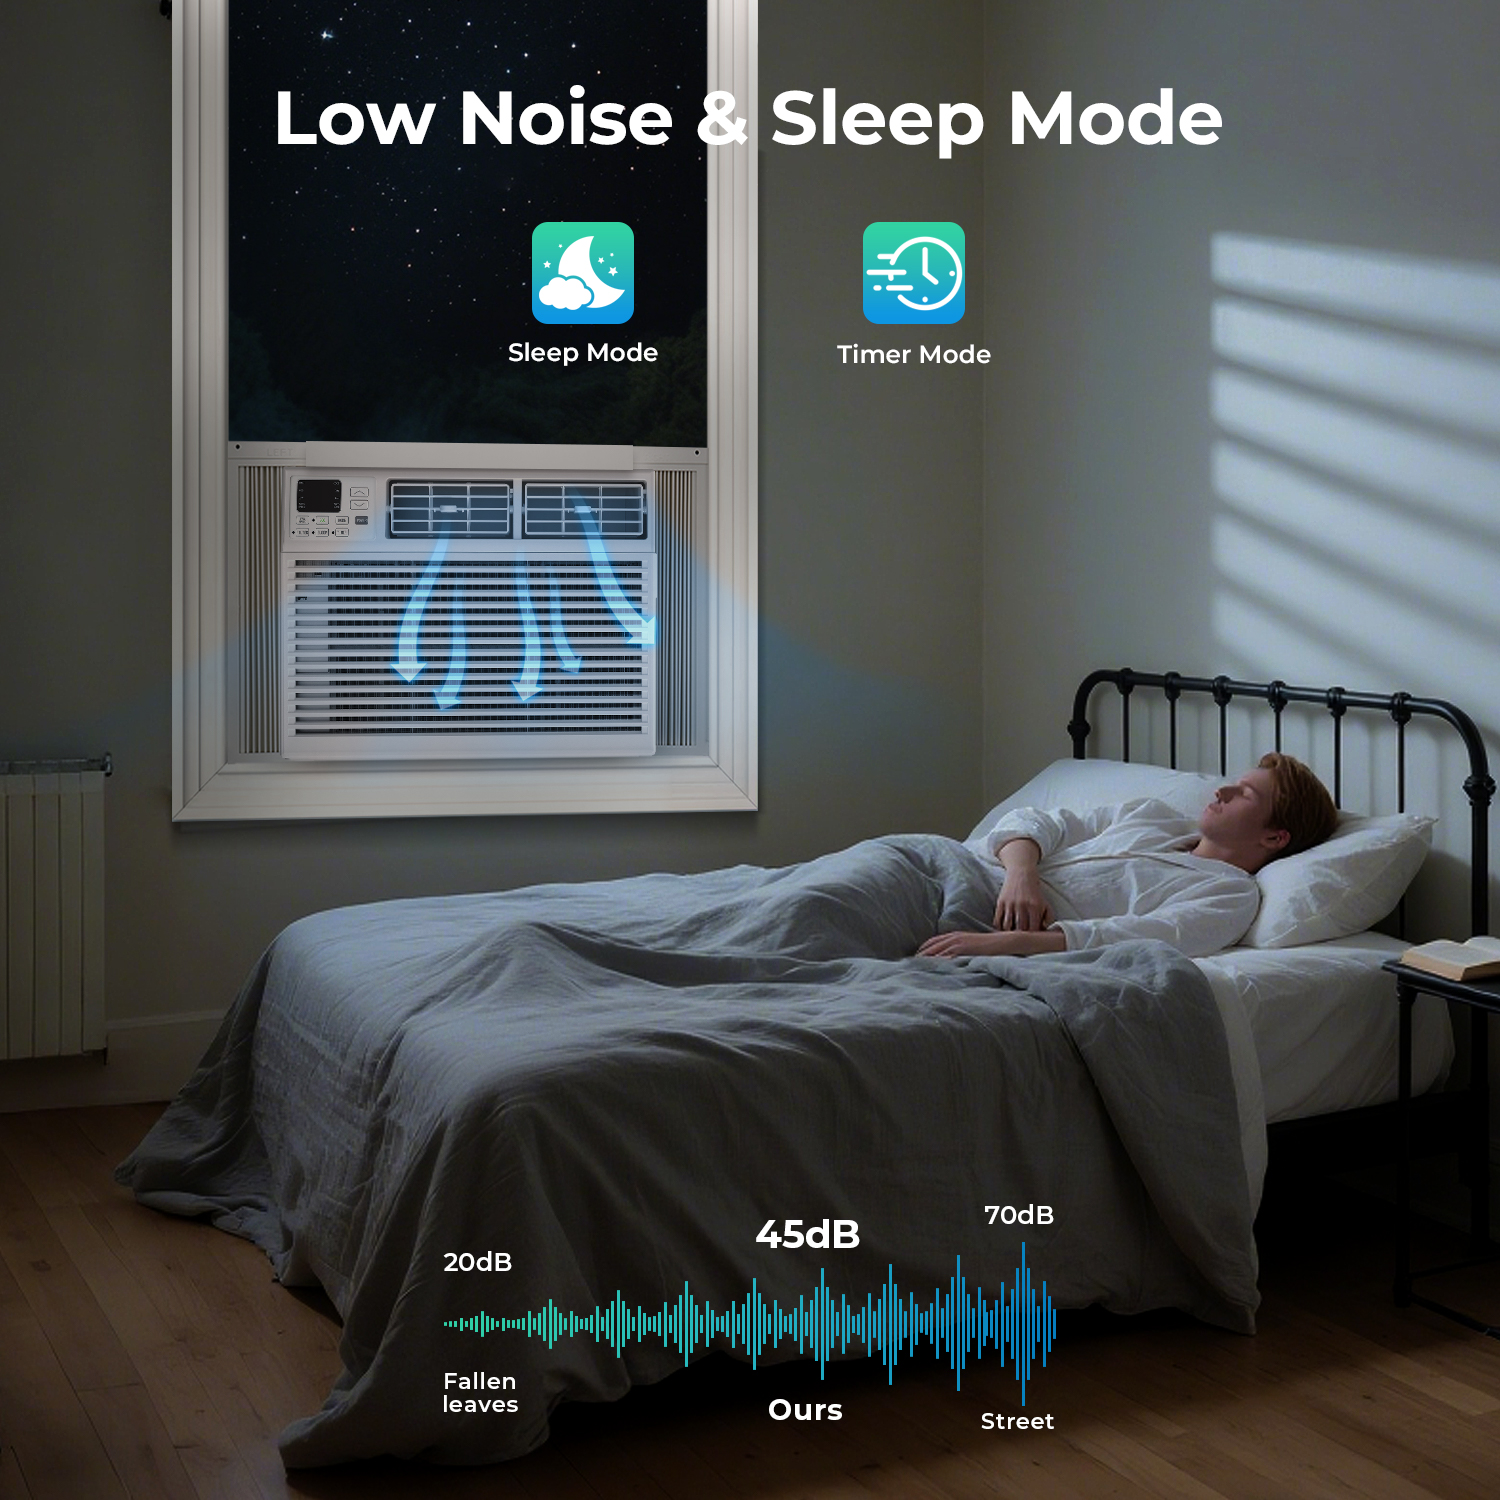 Low Noise & Sleep Mode
Sleep Mode
Timer Mode
20dB
45dB
70dB
Fallen
leaves
Ours
Street